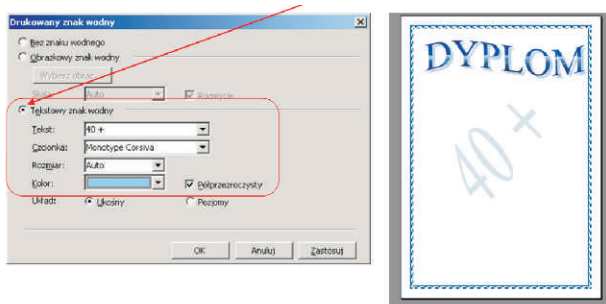 Drukowany znak wodny
Bez znaku wodnego
Obrazkowy znak wodny
Wybierz obraz...
Skala: Auto Rozmycie
Tekstowy znak wodny
Tekst: 40 +
Czcionka: Monotype Corsiva
Rozmiar: Auto
Kolor: Półprzezroczysty
Układ: Ukośny Poziomy
OK Anuluj Zastosuj
DYPLOM
40 +